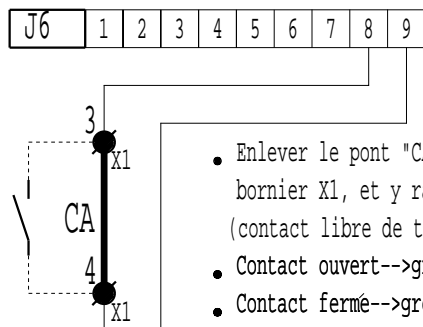 J6 1 2 3 4 5 6 7 8 9
3
X1
CA
4
X1
• Enlever le pont
bornier X1, et y
(contact libre de
• Contact ouvert-->
• Contact fermé-->